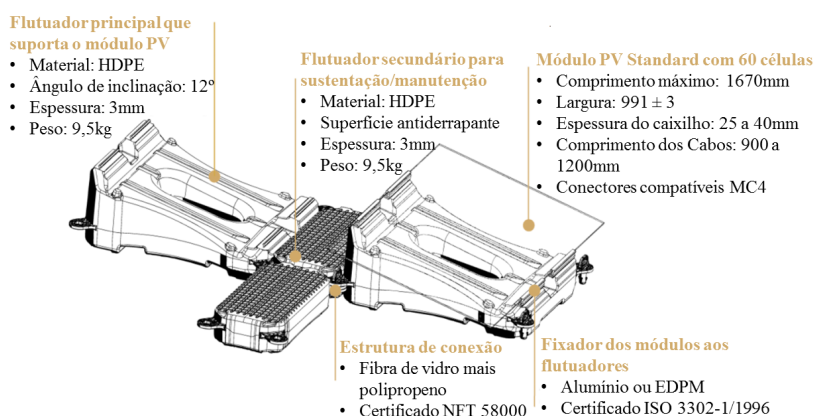 Flutuador principal que
suporta o módulo PV
• Material: HDPE
• Ângulo de inclinação: 12º
• Espessura: 3mm
• Peso: 9,5kg
Flutuador secundário para
sustentação/manutenção
• Material: HDPE
• Superfície antiderrapante
• Espessura: 3mm
• Peso: 9,5kg
Módulo PV Standard com 60 células
• Comprimento máximo: 1670mm
• Largura: 991 ± 3
• Espessura do caixilho: 25 a 40mm
• Comprimento dos Cabos: 900 a
1200mm
• Conectores compatíveis MC4
Estrutura de conexão
• Fibra de vidro mais
polipropeno
• Certificado NFT 58000
Fixador dos módulos aos
flutuadores
• Alumínio ou EDPM
• Certificado ISO 3302-1/1996